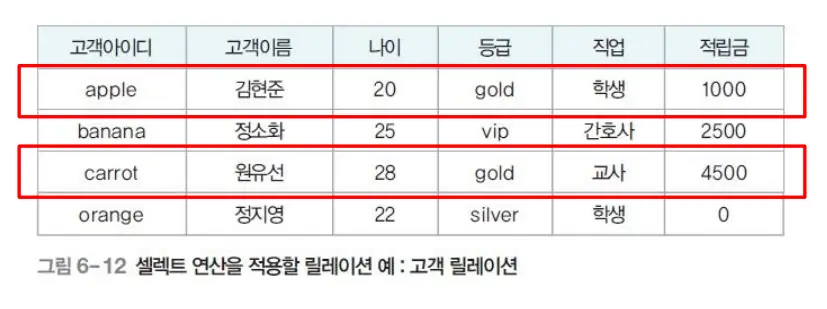 고객아이디 고객이름 나이 등급 직업 적립금
apple 김현준 20 gold 학생 1000
banana 정소화 25 vip 간호사 2500
carrot 원유선 28 gold 교사 4500
orange 정지영 22 silver 학생 0
그림 6-12 셀렉트 연산을 적용할 릴레이션 예 : 고객 릴레이션